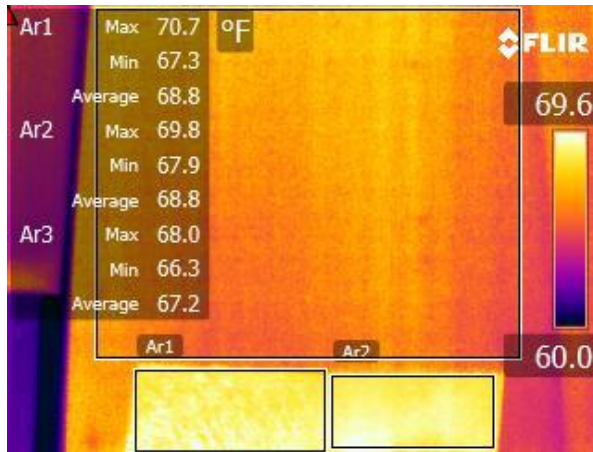 Ar1 Max 70.7 °F
Min 67.3
Average 68.8
Ar2 Max 69.8
Min 67.9
Average 68.8
Ar3 Max 68.0
Min 66.3
Average 67.2
FLIR
69.6
60.0
Ar1
Ar2